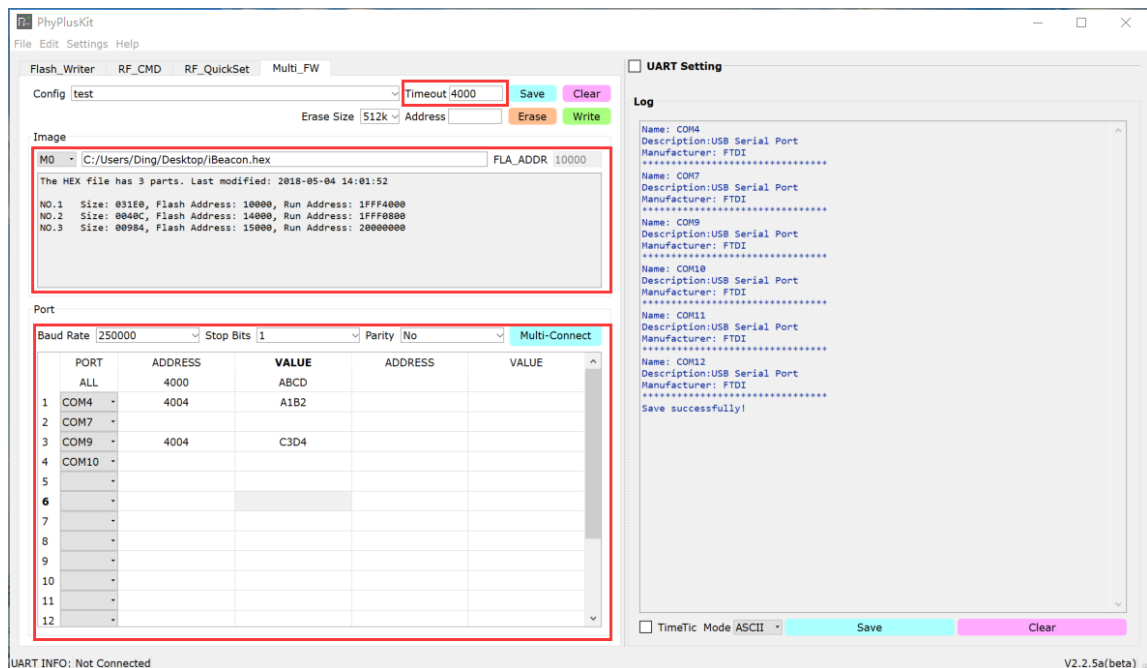 PhyPlusKit
File Edit Settings Help
Flash_Writer RF_CMD RF_QuickSet Multi_FW
Config test Timeout 4000 Save Clear
Erase Size 512k Address Erase Write
Image
M0 C:/Users/Ding/Desktop/iBeacon.hex FLA_ADDR 10000
The HEX file has 3 parts. Last modified: 2018-05-04 14:01:52
NO.1 Size: 031E0, Flash Address: 10000, Run Address: 1FFF4000
NO.2 Size: 0040C, Flash Address: 14000, Run Address: 1FFF0800
NO.3 Size: 00984, Flash Address: 15000, Run Address: 20000000
Port
Baud Rate 250000 Stop Bits 1 Parity No Multi-Connect
PORT ADDRESS VALUE ADDRESS VALUE
ALL 4000 ABCD
1 COM4 4004 A1B2
2 COM7
3 COM9 4004 C3D4
4 COM10
5
6
7
8
9
10
11
12
UART Setting
Log
Name: COM4
Description:USB Serial Port
Manufacturer: FTDI
********************************
Name: COM7
Description:USB Serial Port
Manufacturer: FTDI
********************************
Name: COM9
Description:USB Serial Port
Manufacturer: FTDI
********************************
Name: COM10
Description:USB Serial Port
Manufacturer: FTDI
********************************
Name: COM11
Description:USB Serial Port
Manufacturer: FTDI
********************************
Name: COM12
Description:USB Serial Port
Manufacturer: FTDI
********************************
Save successfully!
TimeTic Mode ASCII Save Clear
UART INFO: Not Connected V2.2.5a(beta)